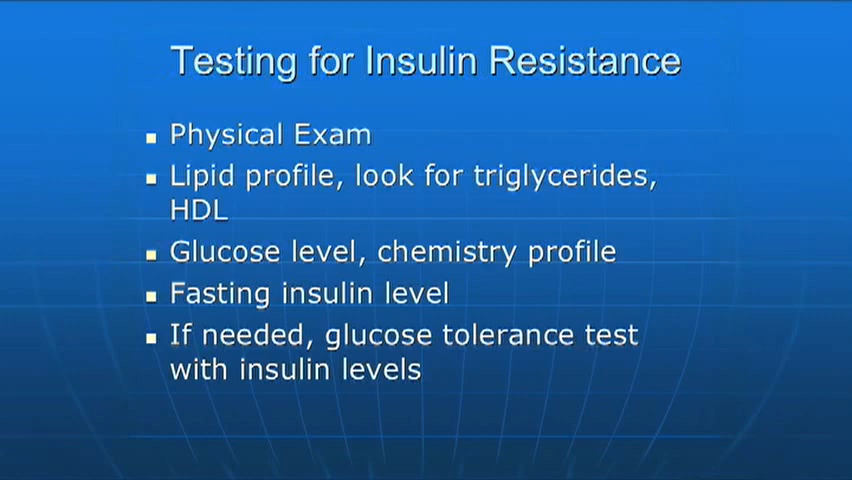 Testing for Insulin Resistance
Physical Exam
Lipid profile, look for triglycerides,
HDL
Glucose level, chemistry profile
Fasting insulin level
If needed, glucose tolerance test
with insulin levels